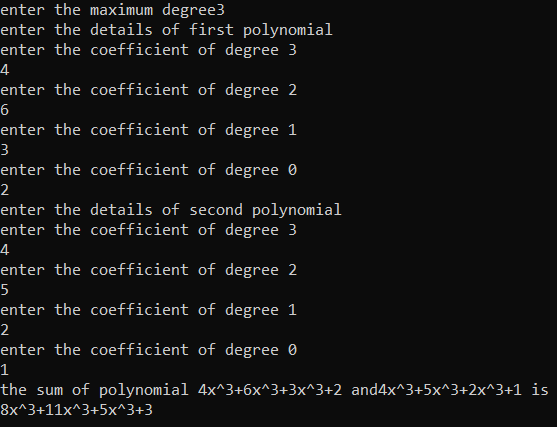 enter the maximum degree3
enter the details of first polynomial
enter the coefficient of degree 3
4
enter the coefficient of degree 2
6
enter the coefficient of degree 1
3
enter the coefficient of degree 0
2
enter the details of second polynomial
enter the coefficient of degree 3
4
enter the coefficient of degree 2
5
enter the coefficient of degree 1
2
enter the coefficient of degree 0
1
the sum of polynomial 4x^3+6x^3+3x^3+2 and4x^3+5x^3+2x^3+1 is
8x^3+11x^3+5x^3+3